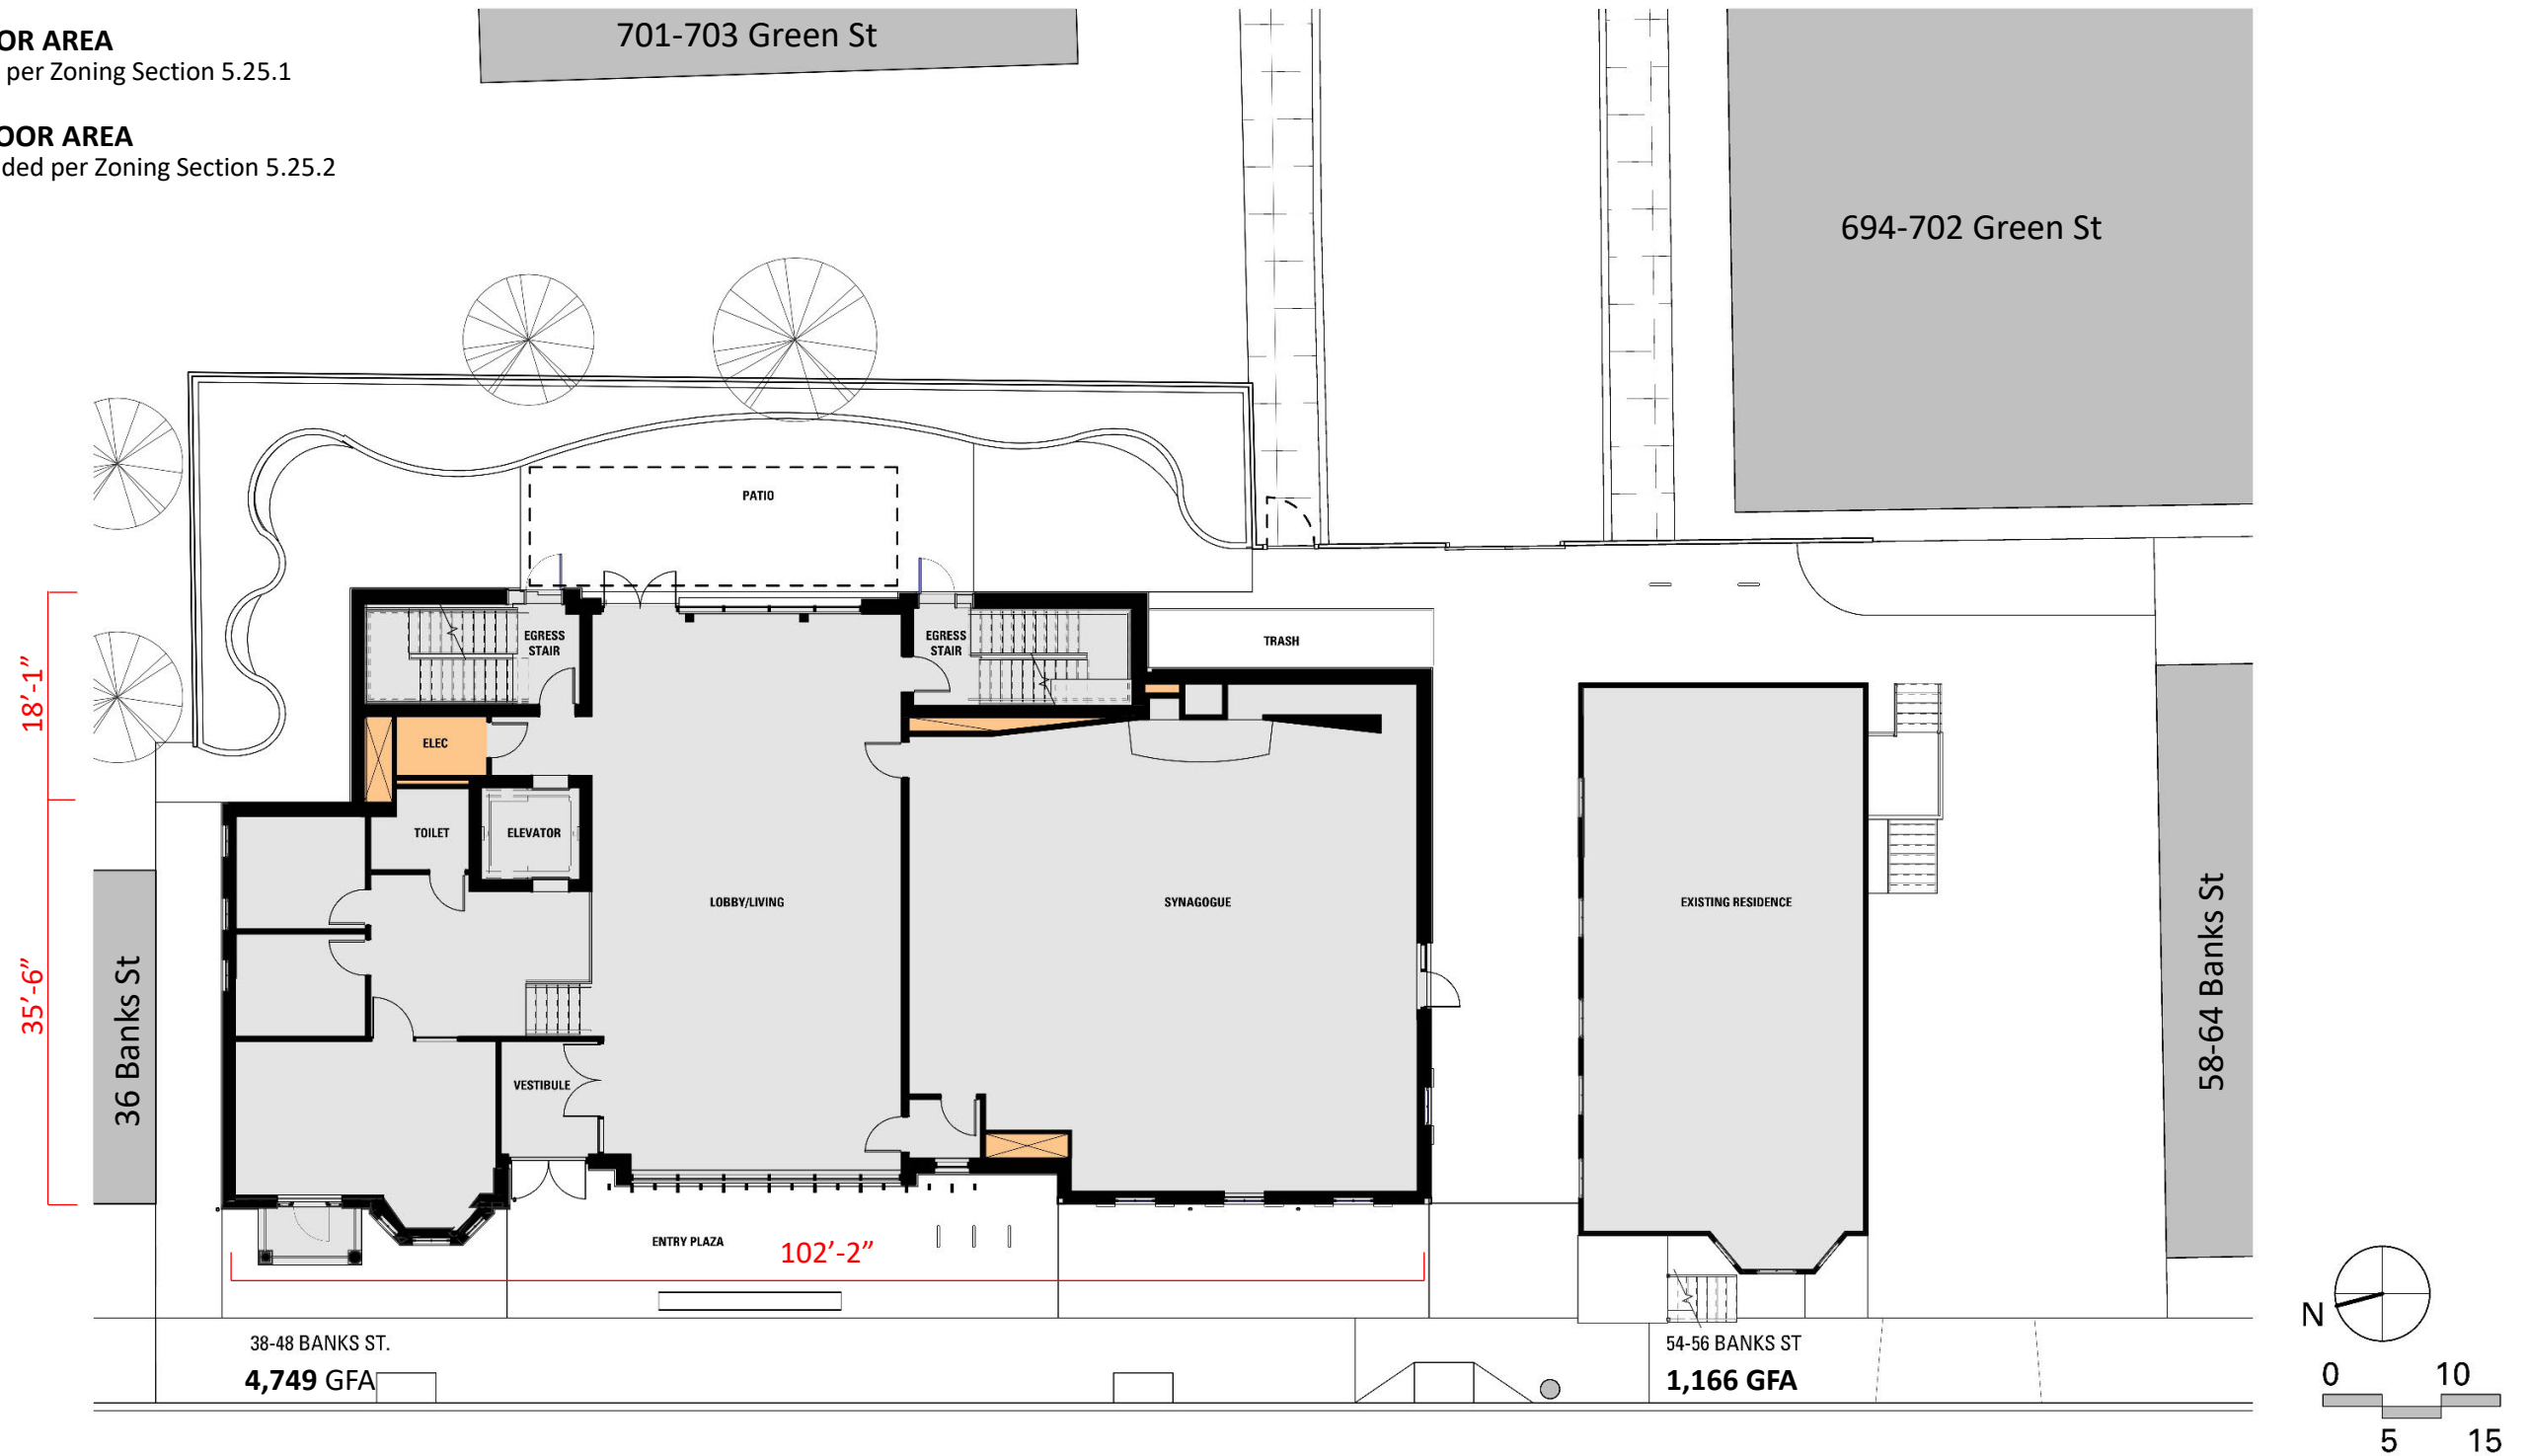 OOR AREA
per Zoning Section 5.25.1
OOR AREA
ded per Zoning Section 5.25.2
701-703 Green St
694-702 Green St
PATIO
EGRESS
STAIR
EGRESS
STAIR
TRASH
18’-1”
ELEC
TOILET
ELEVATOR
LOBBY/LIVING
SYNAGOGUE
EXISTING RESIDENCE
35’-6”
36 Banks St
58-64 Banks St
VESTIBULE
ENTRY PLAZA
102’-2”
38-48 BANKS ST.
4,749 GFA
54-56 BANKS ST
1,166 GFA
N
0 10
5 15